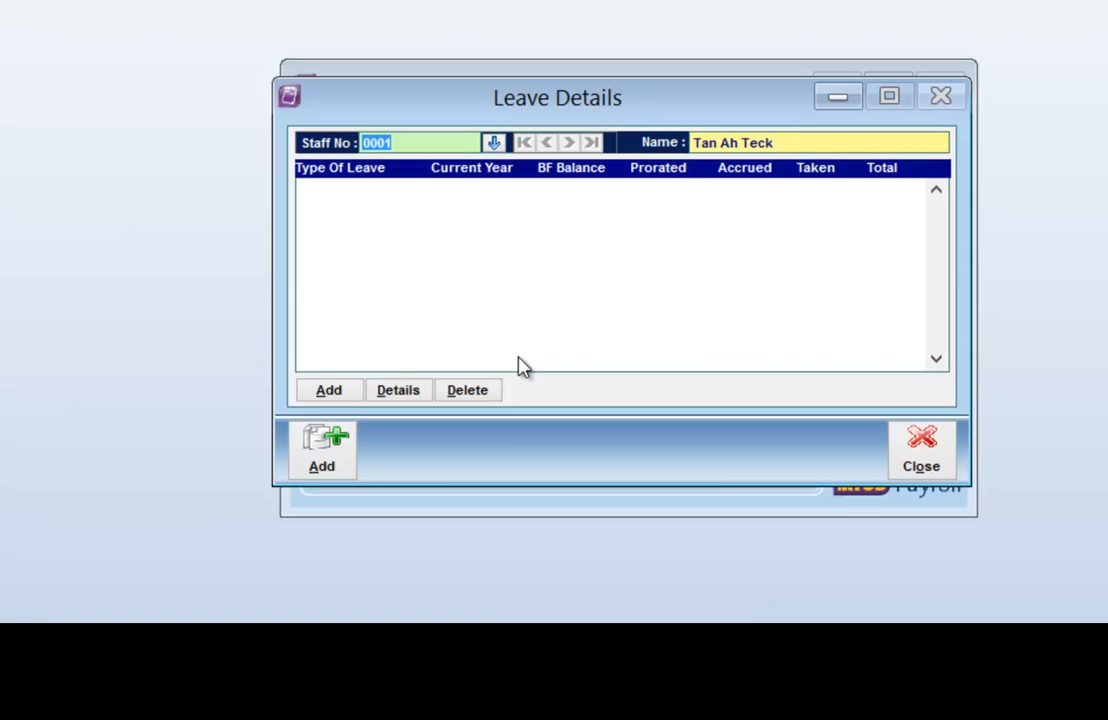 Leave Details
Staff No : 0001 Name : Tan Ah Teck
Type Of Leave Current Year BF Balance Prorated Accrued Taken Total
Add Details Delete
Add Close
Payroll